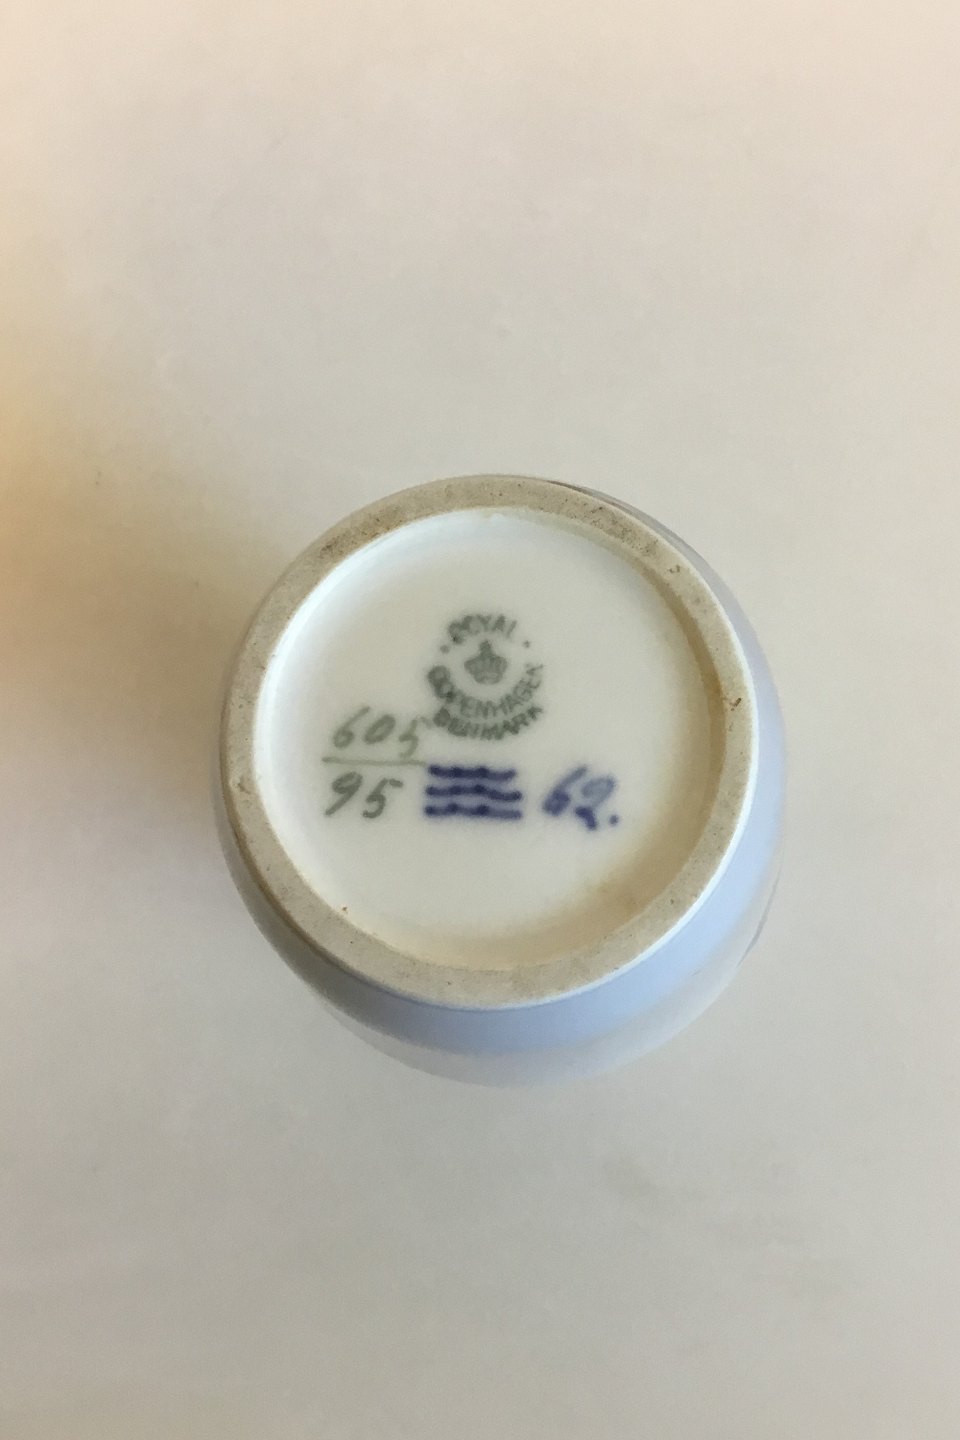 ROYAL
COPENHAGEN
DENMARK
605
95
62.